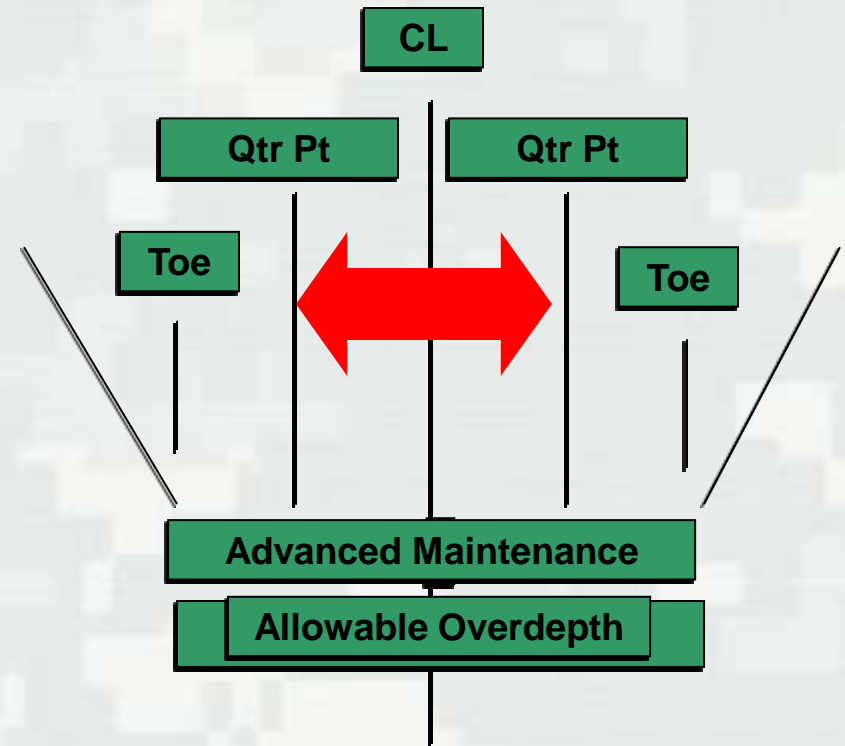 CL
Qtr Pt
Qtr Pt
Toe
Toe
Advanced Maintenance
Allowable Overdepth